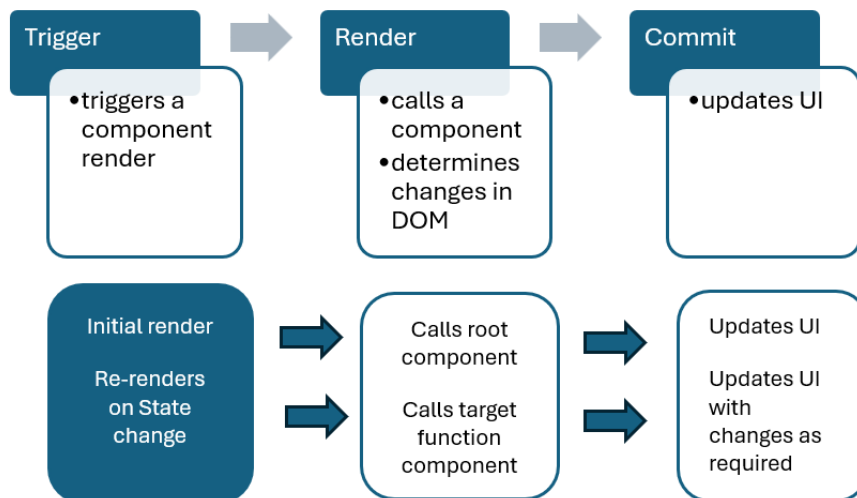 Trigger
•triggers a
component
render
Render
•calls a
component
•determines
changes in
DOM
Commit
•updates UI
Initial render
Re-renders
on State
change
Calls root
component
Calls target
function
component
Updates UI
Updates UI
with
changes as
required